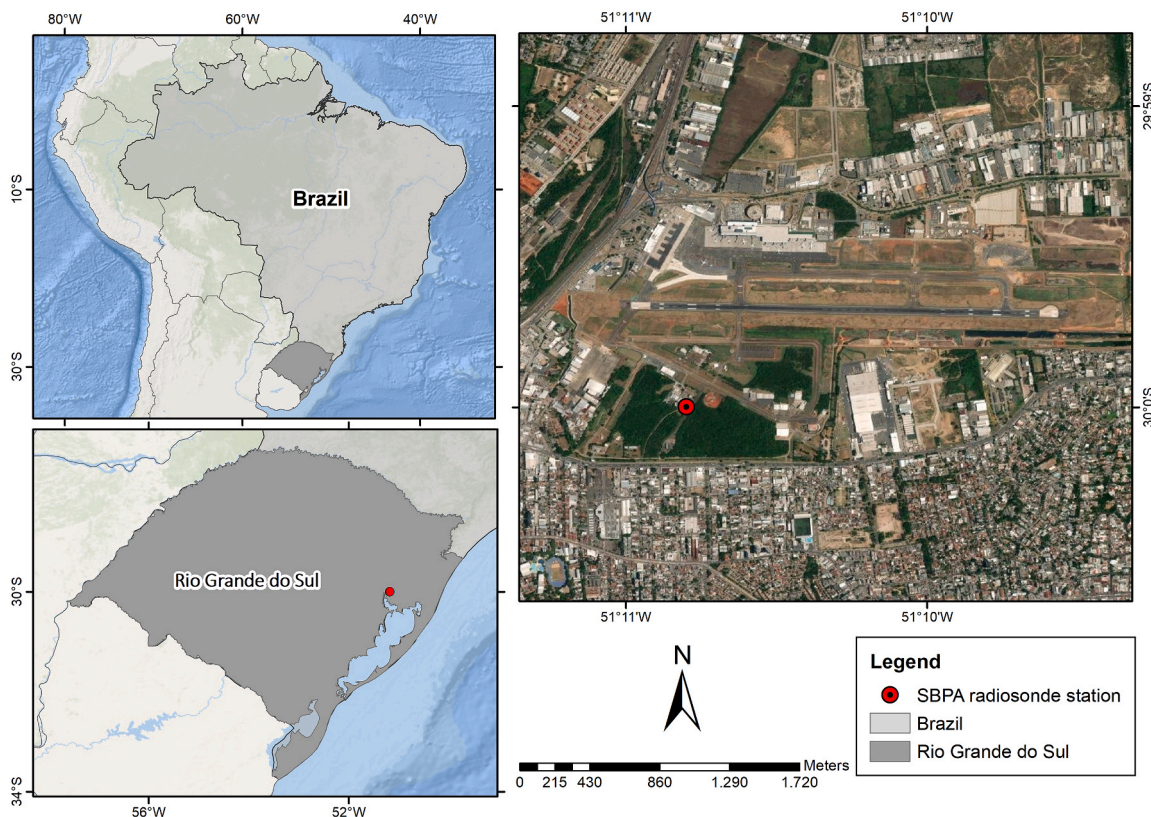 80°W 60°W 40°W
10°S
30°S
Brazil
30°S
34°S
Rio Grande do Sul
56°W 52°W
51°11'W 51°10'W
29°59'S
30°0'S
51°11'W 51°10'W
N
Meters
0 215 430 860 1.290 1.720
Legend
SBPA radiosonde station
Brazil
Rio Grande do Sul